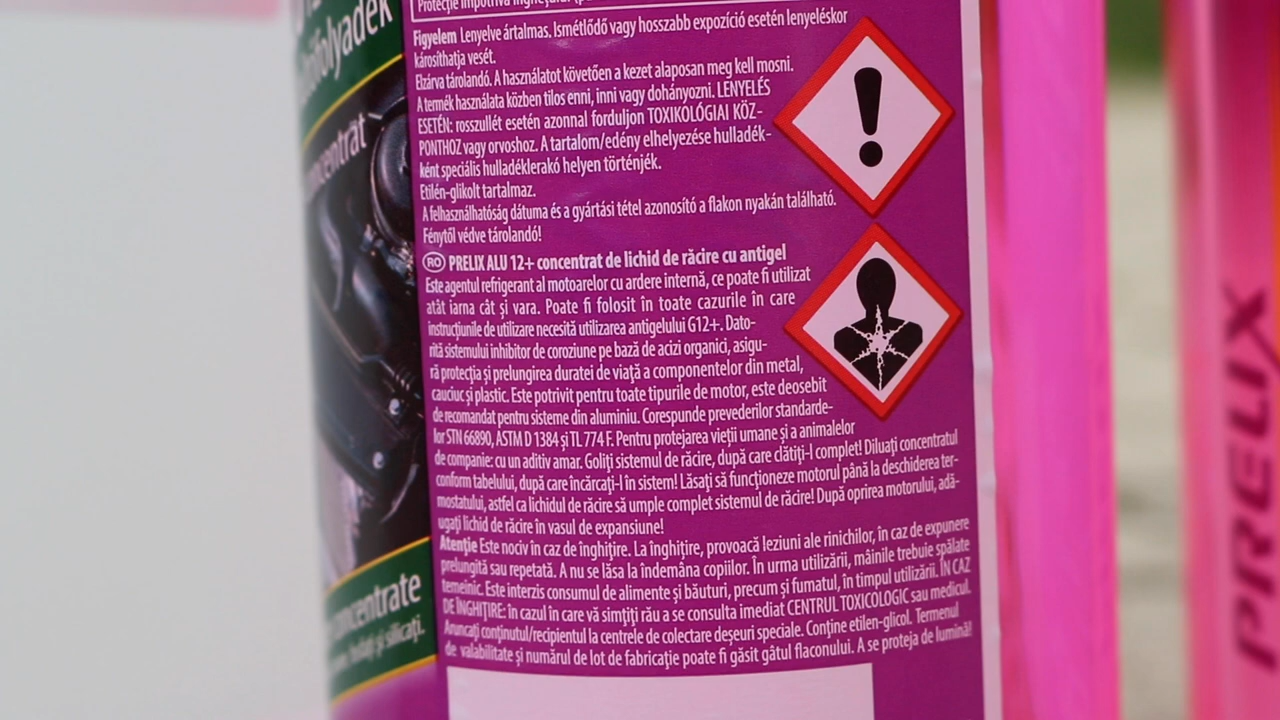 Protecție împotriva înghețului
Figyelem Lenyelve ártalmas. Ismétlődő vagy hosszabb expozíció esetén lenyeléskor
károsíthatja vesét.
Elzárva tárolandó. A használatot követően a kezet alaposan meg kell mosni.
A termék használata közben tilos enni, inni vagy dohányozni. LENYELÉS
ESETÉN: rosszullét esetén azonnal forduljon TOXIKOLÓGIAI KÖZ-
PONTHOZ vagy orvoshoz. A tartalom/edény elhelyezése hulladék-
ként speciális hulladéklerakó helyen történjék.
Etilén-glikolt tartalmaz.
A felhasználhatóság dátuma és a gyártási tétel azonosító a flakon nyakán található.
Fénytől védve tárolandó!
RO PRELIX ALU 12+ concentrat de lichid de răcire cu antigel
Este agentul refrigerant al motoarelor cu ardere internă, ce poate fi utilizat
atât iarna cât și vara. Poate fi folosit în toate cazurile în care
instrucțiunile de utilizare necesită utilizarea antigelului G12+. Dato-
rită sistemului inhibitor de coroziune pe bază de acizi organici, asigu-
ră protecția și prelungirea duratei de viață a componentelor din metal,
cauciuc și plastic. Este potrivit pentru toate tipurile de motor, este deosebit
de recomandat pentru sisteme din aluminiu. Corespunde prevederilor standarde-
lor STN 66890, ASTM D 1384 și TL 774 F. Pentru protejarea vieții umane și a animalelor
de companie: cu un aditiv amar. Goliți sistemul de răcire, după care clătiți-l complet! Diluați concentratul
conform tabelului, după care încărcați-l în sistem! Lăsați să funcționeze motorul până la deschiderea ter-
mostatului, astfel ca lichidul de răcire să umple complet sistemul de răcire! După oprirea motorului, adă-
ugați lichid de răcire în vasul de expansiune!
Atenție Este nociv în caz de înghițire. La înghițire, provoacă leziuni ale rinichilor, în caz de expunere
prelungită sau repetată. A nu se lăsa la îndemâna copiilor. În urma utilizării, mâinile trebuie spălate
temeinic. Este interzis consumul de alimente și băuturi, precum și fumatul, în timpul utilizării. ÎN CAZ
DE ÎNGHIȚIRE: în cazul în care vă simțiți rău a se consulta imediat CENTRUL TOXICOLOGIC sau medicul.
Aruncați conținutul/recipientul la centrele de colectare deșeuri speciale. Conține etilen-glicol. Termenul
de valabilitate și numărul de lot de fabricație poate fi găsit gâtul flaconului. A se proteja de lumină!
silicați.
PRELIX